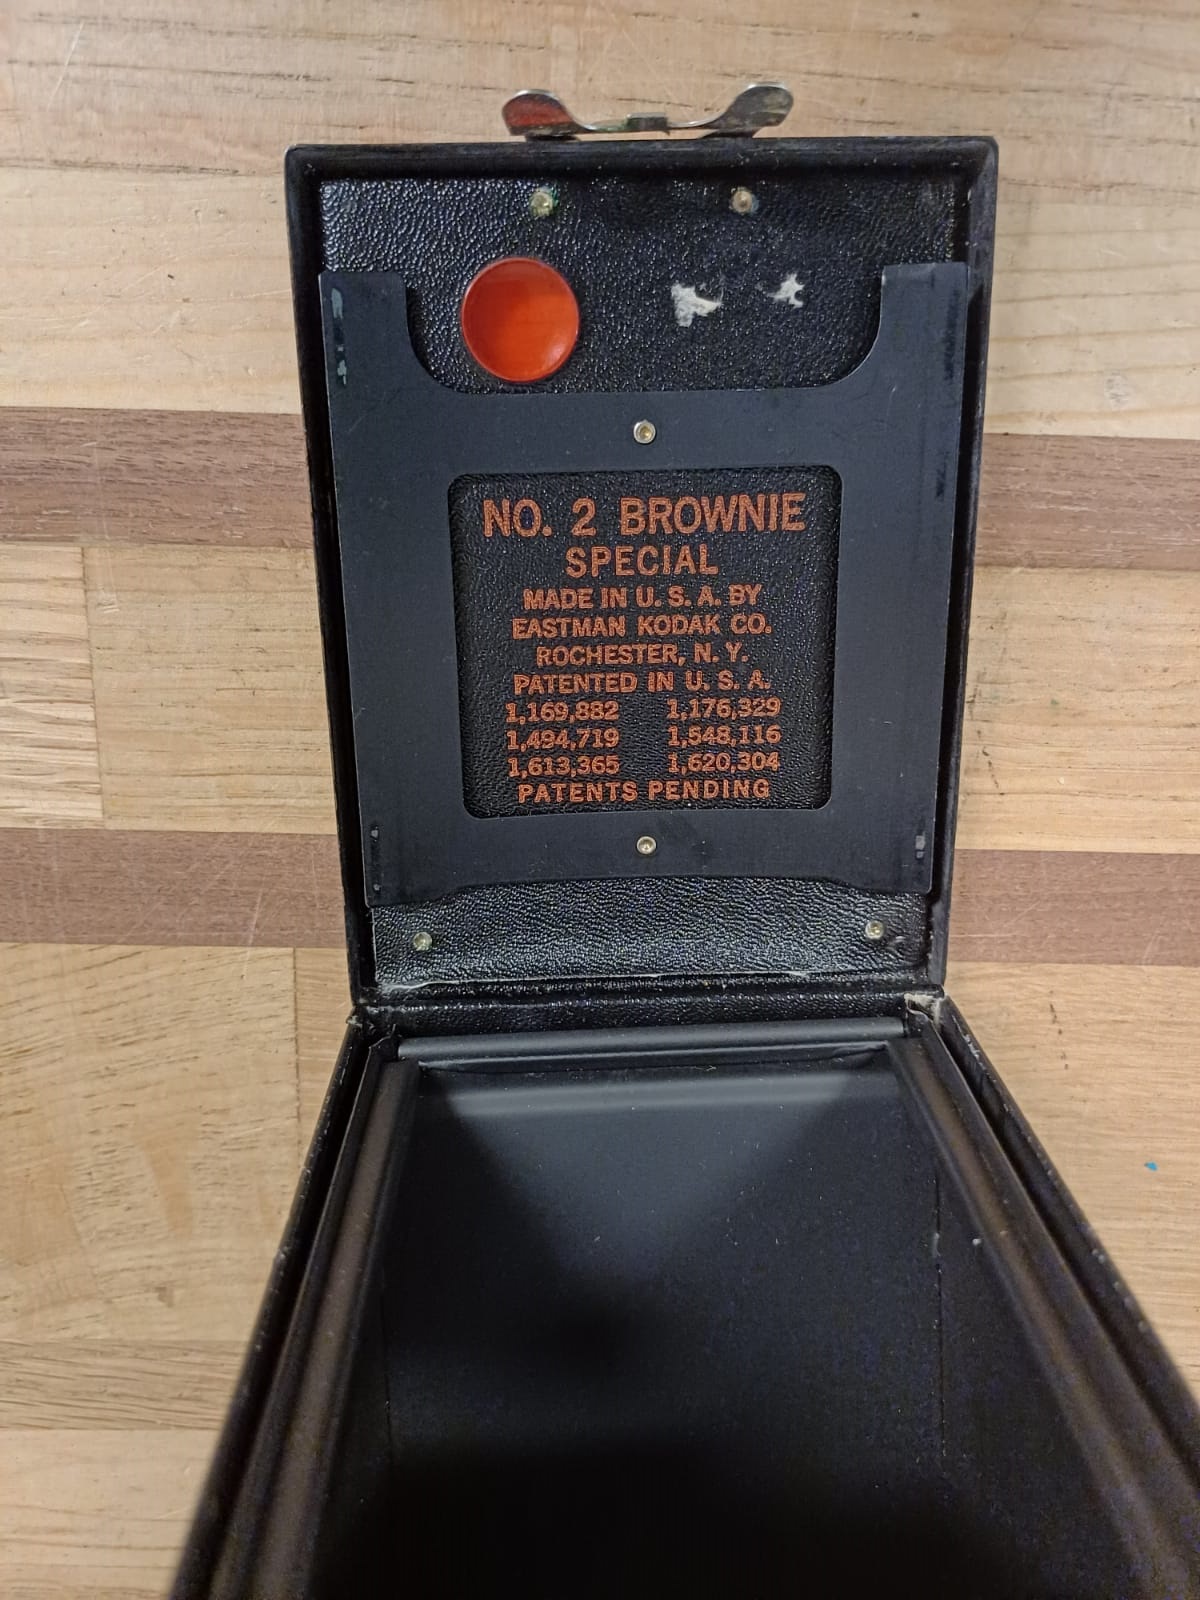 NO. 2 BROWNIE
SPECIAL
MADE IN U. S. A. BY
EASTMAN KODAK CO.
ROCHESTER, N. Y.
PATENTED IN U. S. A.
1,169,882 1,176,329
1,494,719 1,548,116
1,613,365 1,620,304
PATENTS PENDING